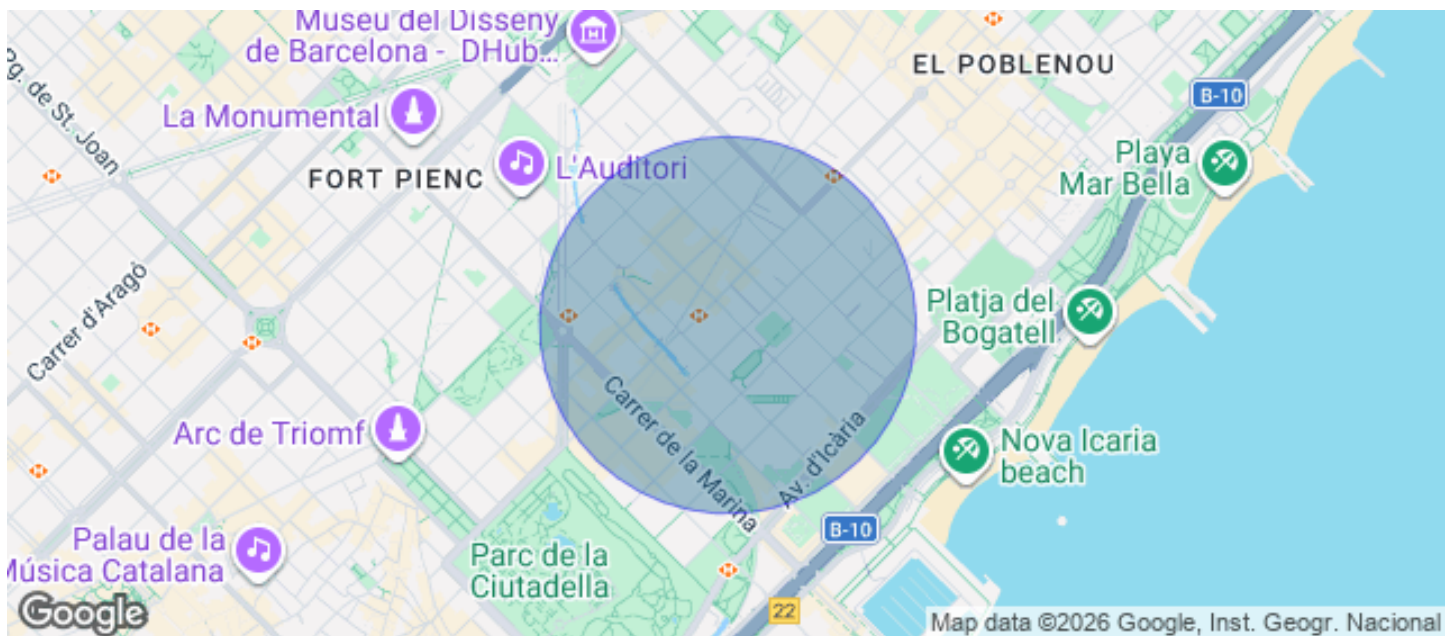 Museu del Disseny
de Barcelona - DHub...
EL POBLENOU
B-10
Pg. de St. Joan
La Monumental
Playa
Mar Bella
FORT PIENC
L'Auditori
Carrer d'Aragó
Platja del
Bogatell
Arc de Triomf
Carrer de la Marina
Av. d'Icària
Nova Icaria
beach
B-10
Palau de la
Música Catalana
Parc de la
Ciutadella
22
Google
Map data ©2026 Google, Inst. Geogr. Nacional